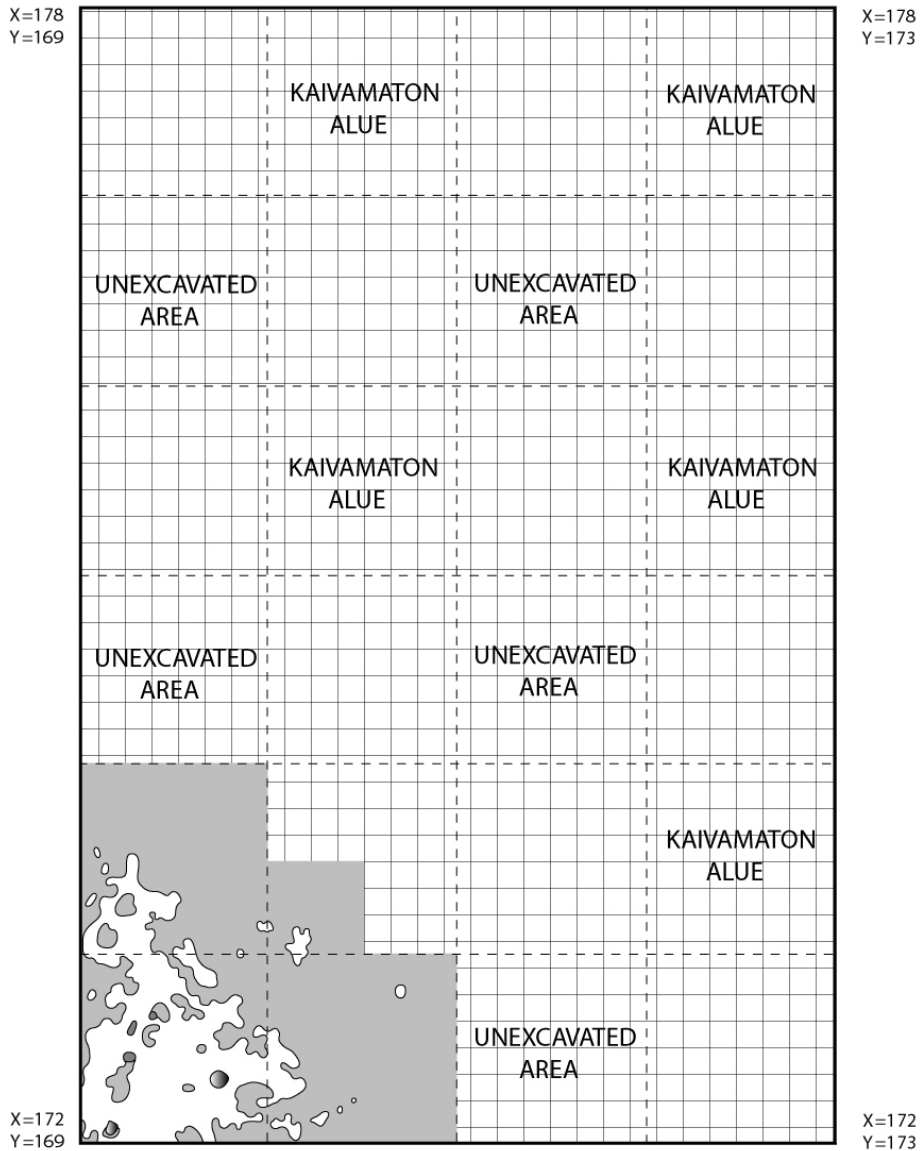 X=178
Y=169
X=178
Y=173
KAIVAMATON
ALUE
KAIVAMATON
ALUE
UNEXCAVATED
AREA
UNEXCAVATED
AREA
KAIVAMATON
ALUE
KAIVAMATON
ALUE
UNEXCAVATED
AREA
UNEXCAVATED
AREA
KAIVAMATON
ALUE
UNEXCAVATED
AREA
X=172
Y=169
X=172
Y=173